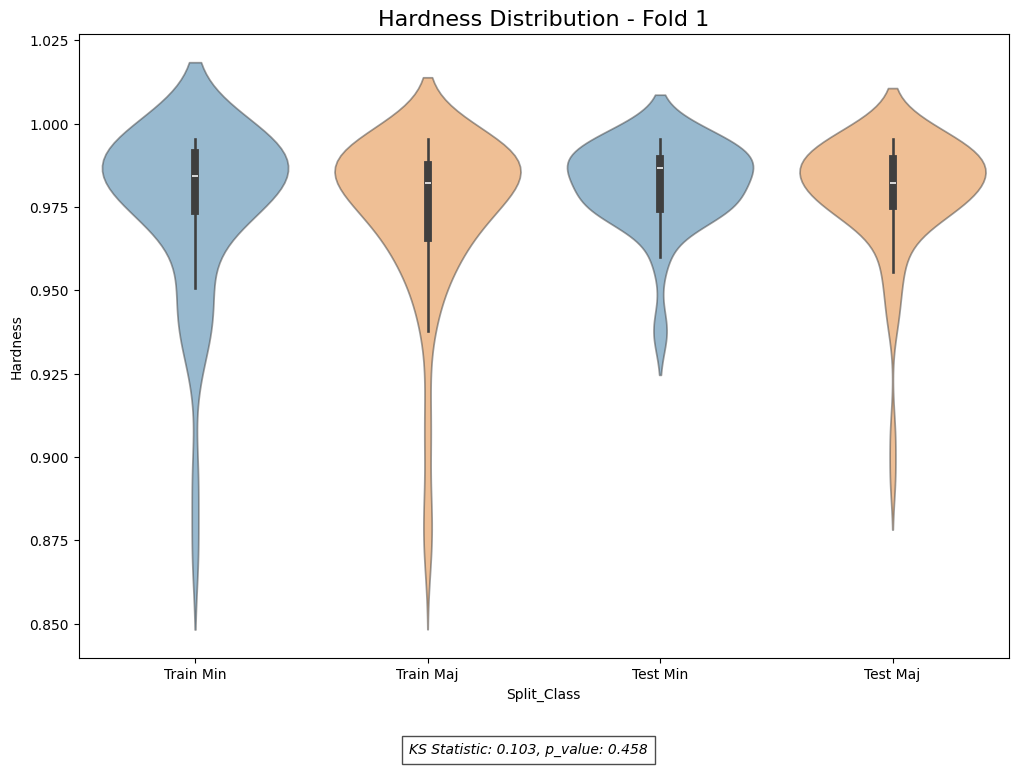 Hardness Distribution - Fold 1
Hardness
1.025
1.000
0.975
0.950
0.925
0.900
0.875
0.850
Train Min
Train Maj
Test Min
Test Maj
Split_Class
KS Statistic: 0.103, p_value: 0.458